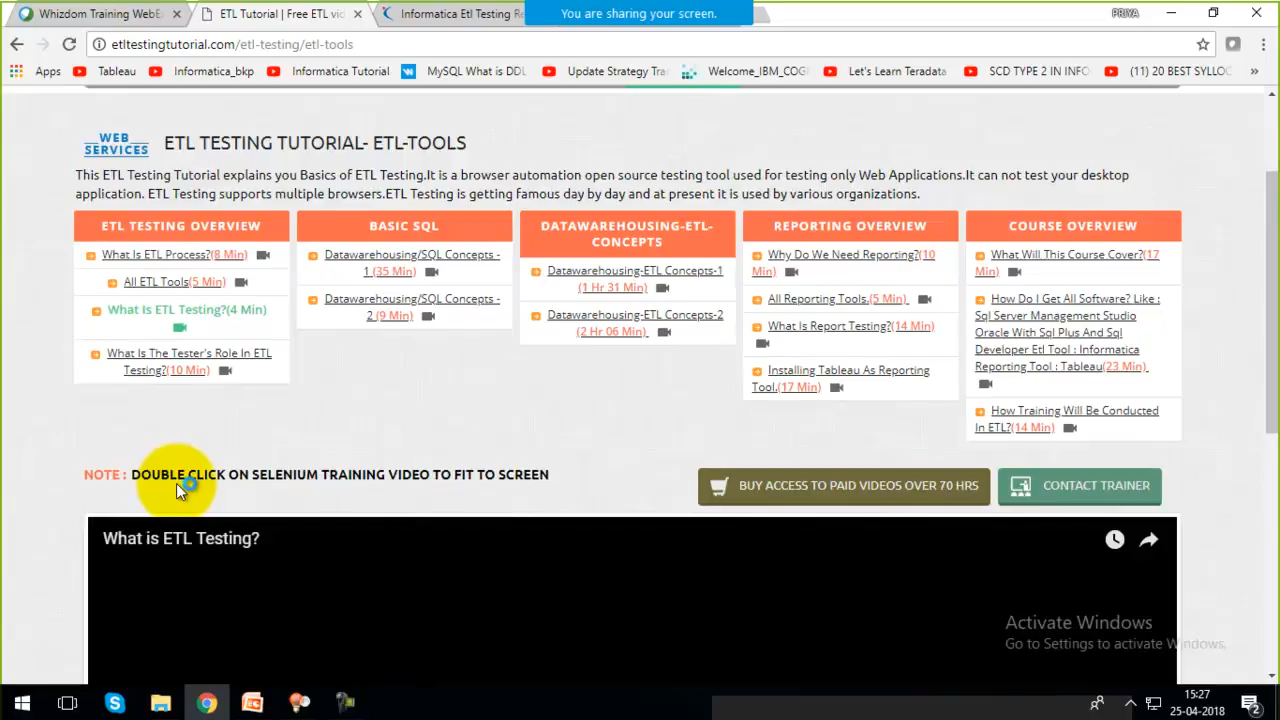 You are sharing your screen.
Whizdom Training WebE
ETL Tutorial | Free ETL vid
Informatica Etl Testing Re
PRIYA
etltestingtutorial.com/etl-testing/etl-tools
Apps
Tableau
Informatica_bkp
Informatica Tutorial
MySQL What is DDL
Update Strategy Tra
Welcome_IBM_COG
Let's Learn Teradata
SCD TYPE 2 IN INFO
(11) 20 BEST SYLLO
WEB SERVICES
ETL TESTING TUTORIAL- ETL-TOOLS
This ETL Testing Tutorial explains you Basics of ETL Testing.It is a browser automation open source testing tool used for testing only Web Applications.It can not test your desktop
application. ETL Testing supports multiple browsers.ETL Testing is getting famous day by day and at present it is used by various organizations.
ETL TESTING OVERVIEW
What Is ETL Process?(8 Min)
All ETL Tools(5 Min)
What Is ETL Testing?(4 Min)
What Is The Tester's Role In ETL
Testing?(10 Min)
BASIC SQL
Datawarehousing/SQL Concepts -
1 (35 Min)
Datawarehousing/SQL Concepts -
2 (9 Min)
DATAWAREHOUSING-ETL-
CONCEPTS
Datawarehousing-ETL Concepts-1
(1 Hr 31 Min)
Datawarehousing-ETL Concepts-2
(2 Hr 06 Min)
REPORTING OVERVIEW
Why Do We Need Reporting?(10
Min)
All Reporting Tools.(5 Min)
What Is Report Testing?(14 Min)
Installing Tableau As Reporting
Tool.(17 Min)
COURSE OVERVIEW
What Will This Course Cover?(17
Min)
How Do I Get All Software? Like :
Sql Server Management Studio
Oracle With Sql Plus And Sql
Developer Etl Tool : Informatica
Reporting Tool : Tableau(23 Min)
How Training Will Be Conducted
In ETL?(14 Min)
NOTE : DOUBLE CLICK ON SELENIUM TRAINING VIDEO TO FIT TO SCREEN
BUY ACCESS TO PAID VIDEOS OVER 70 HRS
CONTACT TRAINER
What is ETL Testing?
Activate Windows
Go to Settings to activate Windows.
15:27
25-04-2018
2